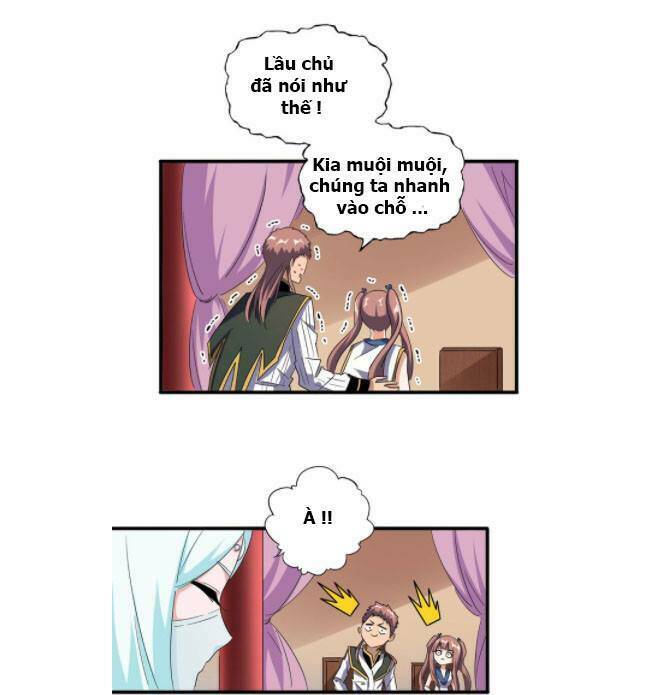 Lầu chủ
đã nói như
thế !
Kia muội muội,
chúng ta nhanh
vào chỗ ...
À !!